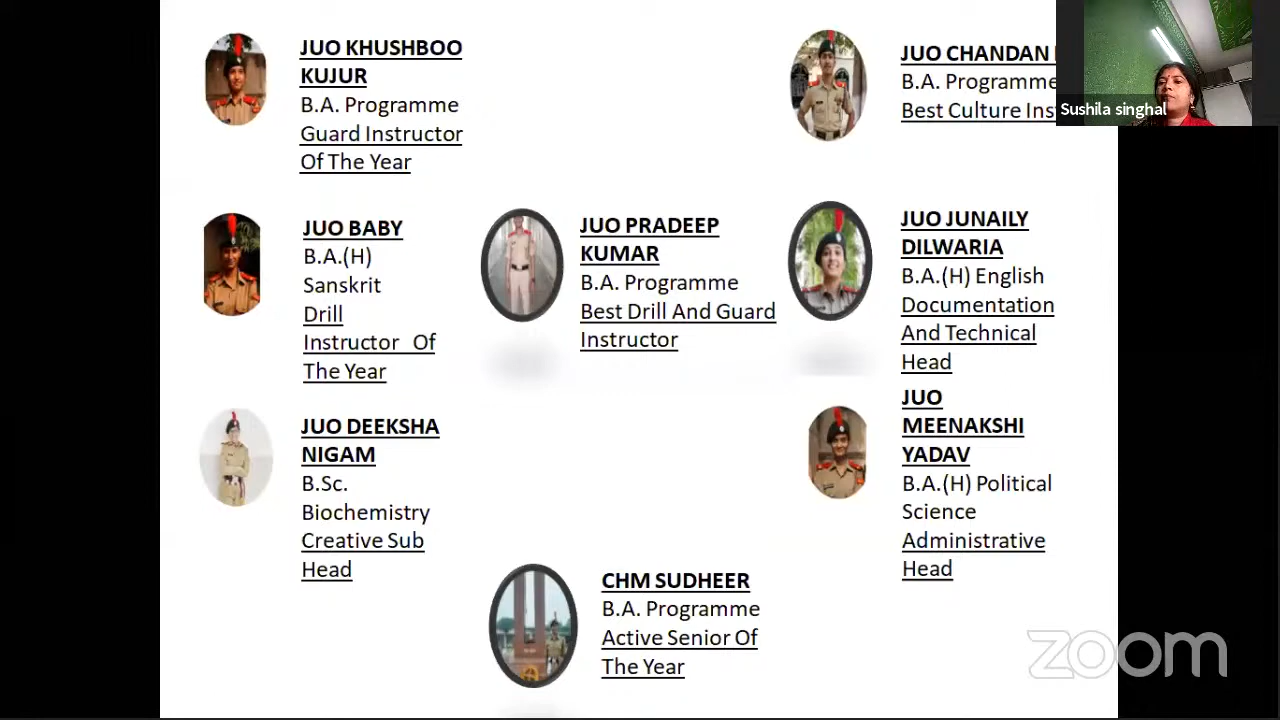 JUO KHUSHBOO
KUJUR
B.A. Programme
Guard Instructor
Of The Year
JUO CHANDAN
B.A. Programme
Best Culture
Sushila singhal
JUO BABY
B.A.(H)
Sanskrit
Drill
Instructor Of
The Year
JUO PRADEEP
KUMAR
B.A. Programme
Best Drill And Guard
Instructor
JUO JUNAILY
DILWARIA
B.A.(H) English
Documentation
And Technical
Head
JUO DEEKSHA
NIGAM
B.Sc.
Biochemistry
Creative Sub
Head
JUO
MEENAKSHI
YADAV
B.A.(H) Political
Science
Administrative
Head
CHM SUDHEER
B.A. Programme
Active Senior Of
The Year
zoom